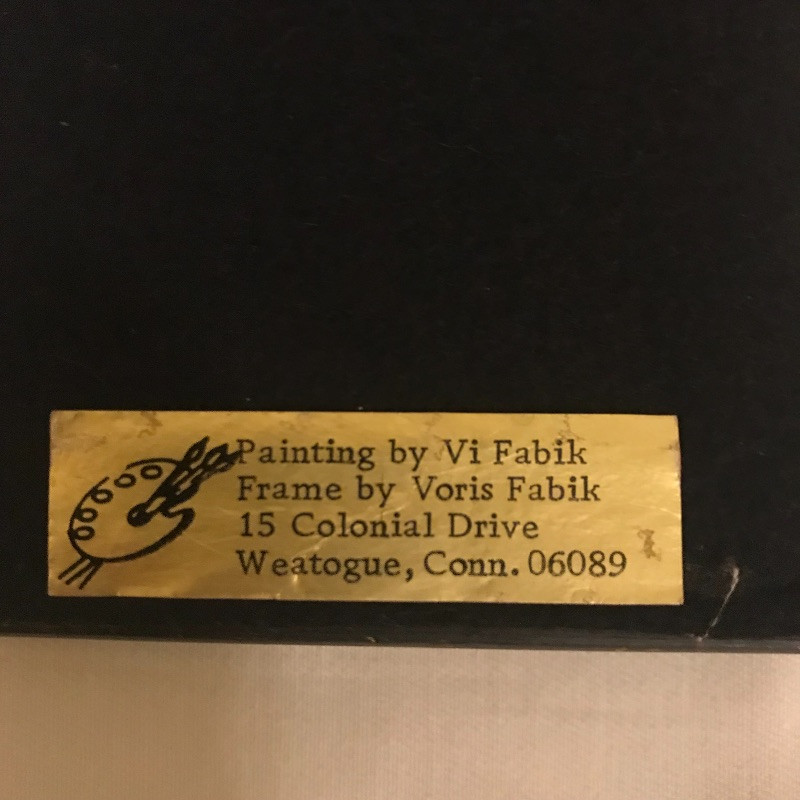 Painting by Vi Fabik
Frame by Voris Fabik
15 Colonial Drive
Weatogue, Conn. 06089